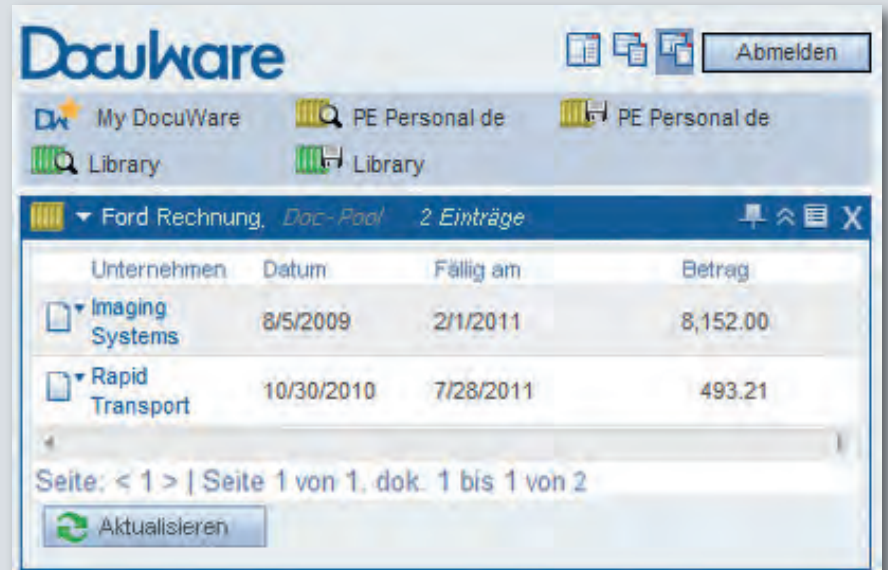 DocuWare
Abmelden
My DocuWare PE Personal de PE Personal de
Library Library
Ford Rechnung, Doc-Pool 2 Einträge
Unternehmen Datum Fällig am Betrag
Imaging
Systems 8/5/2009 2/1/2011 8,152.00
Rapid
Transport 10/30/2010 7/28/2011 493.21
Seite: < 1 > | Seite 1 von 1, dok. 1 bis 1 von 2
Aktualisieren